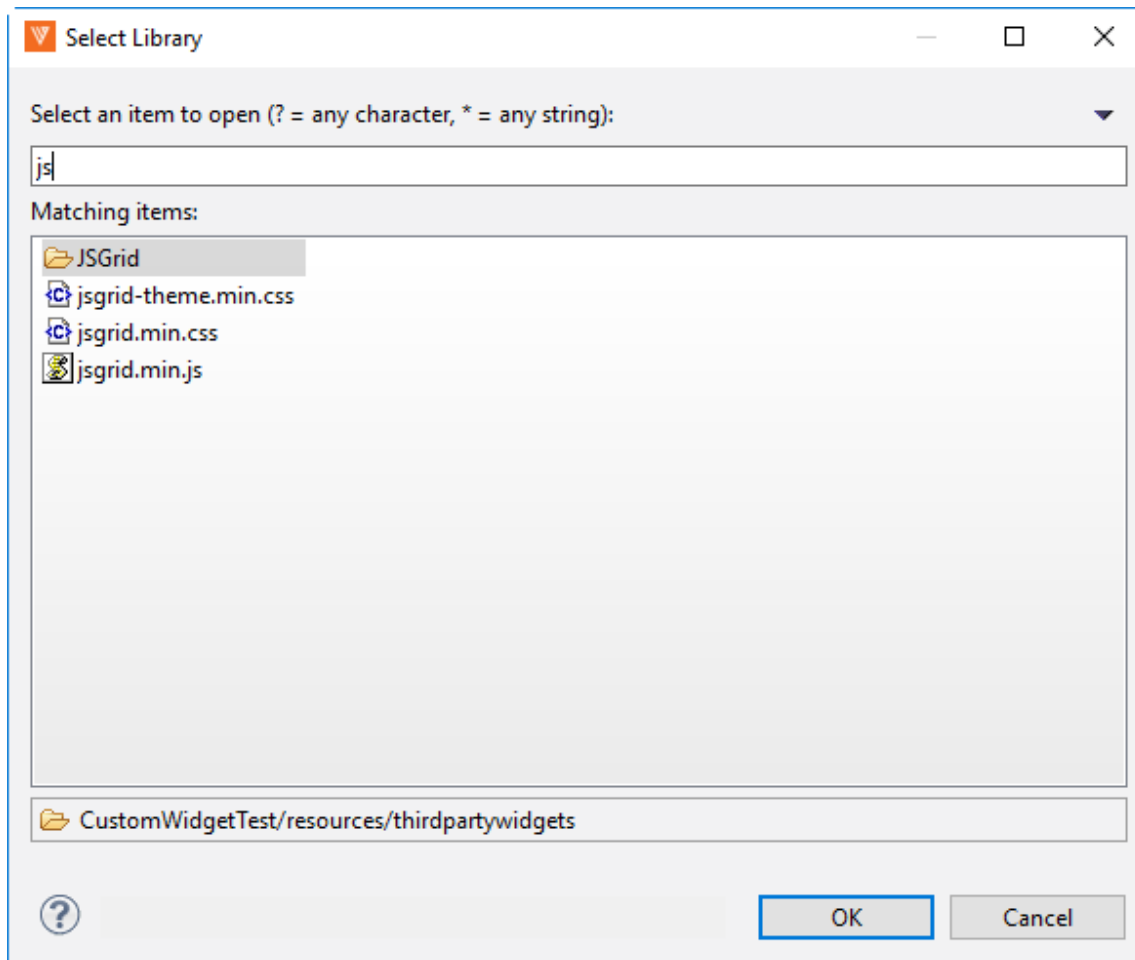 Select Library
Select an item to open (? = any character, * = any string):
js
Matching items:
JSGrid
jsgrid-theme.min.css
jsgrid.min.css
jsgrid.min.js
CustomWidgetTest/resources/thirdpartywidgets
OK Cancel